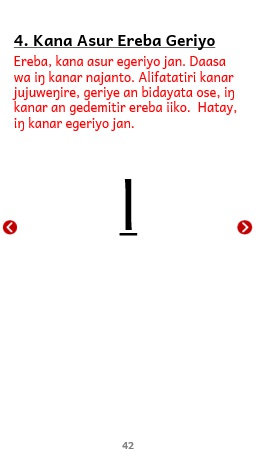 4. Kana Asur Ereba Geriyo
Ereba, kana asur egeriyo jan. Daasa
wa iŋ kanar najanto. Alifatatiri kanar
jujuweŋire, geriye an bidayata ose, iŋ
kanar an gedemitir ereba iiko.  Hatay,
iŋ kanar egeriyo jan.
l
42